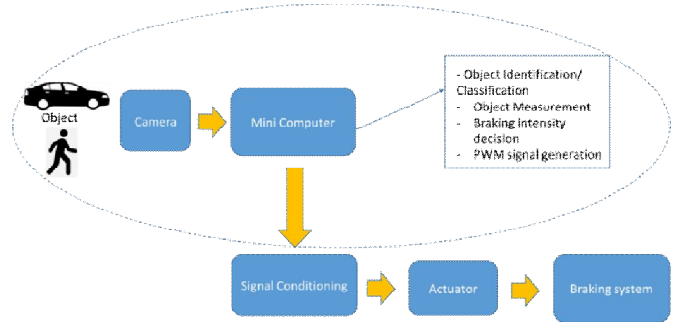 Object
Camera
Mini Computer
- Object Identification/
Classification
- Object Measurement
- Braking intensity
decision
- PWM signal generation
Signal Conditioning
Actuator
Braking system